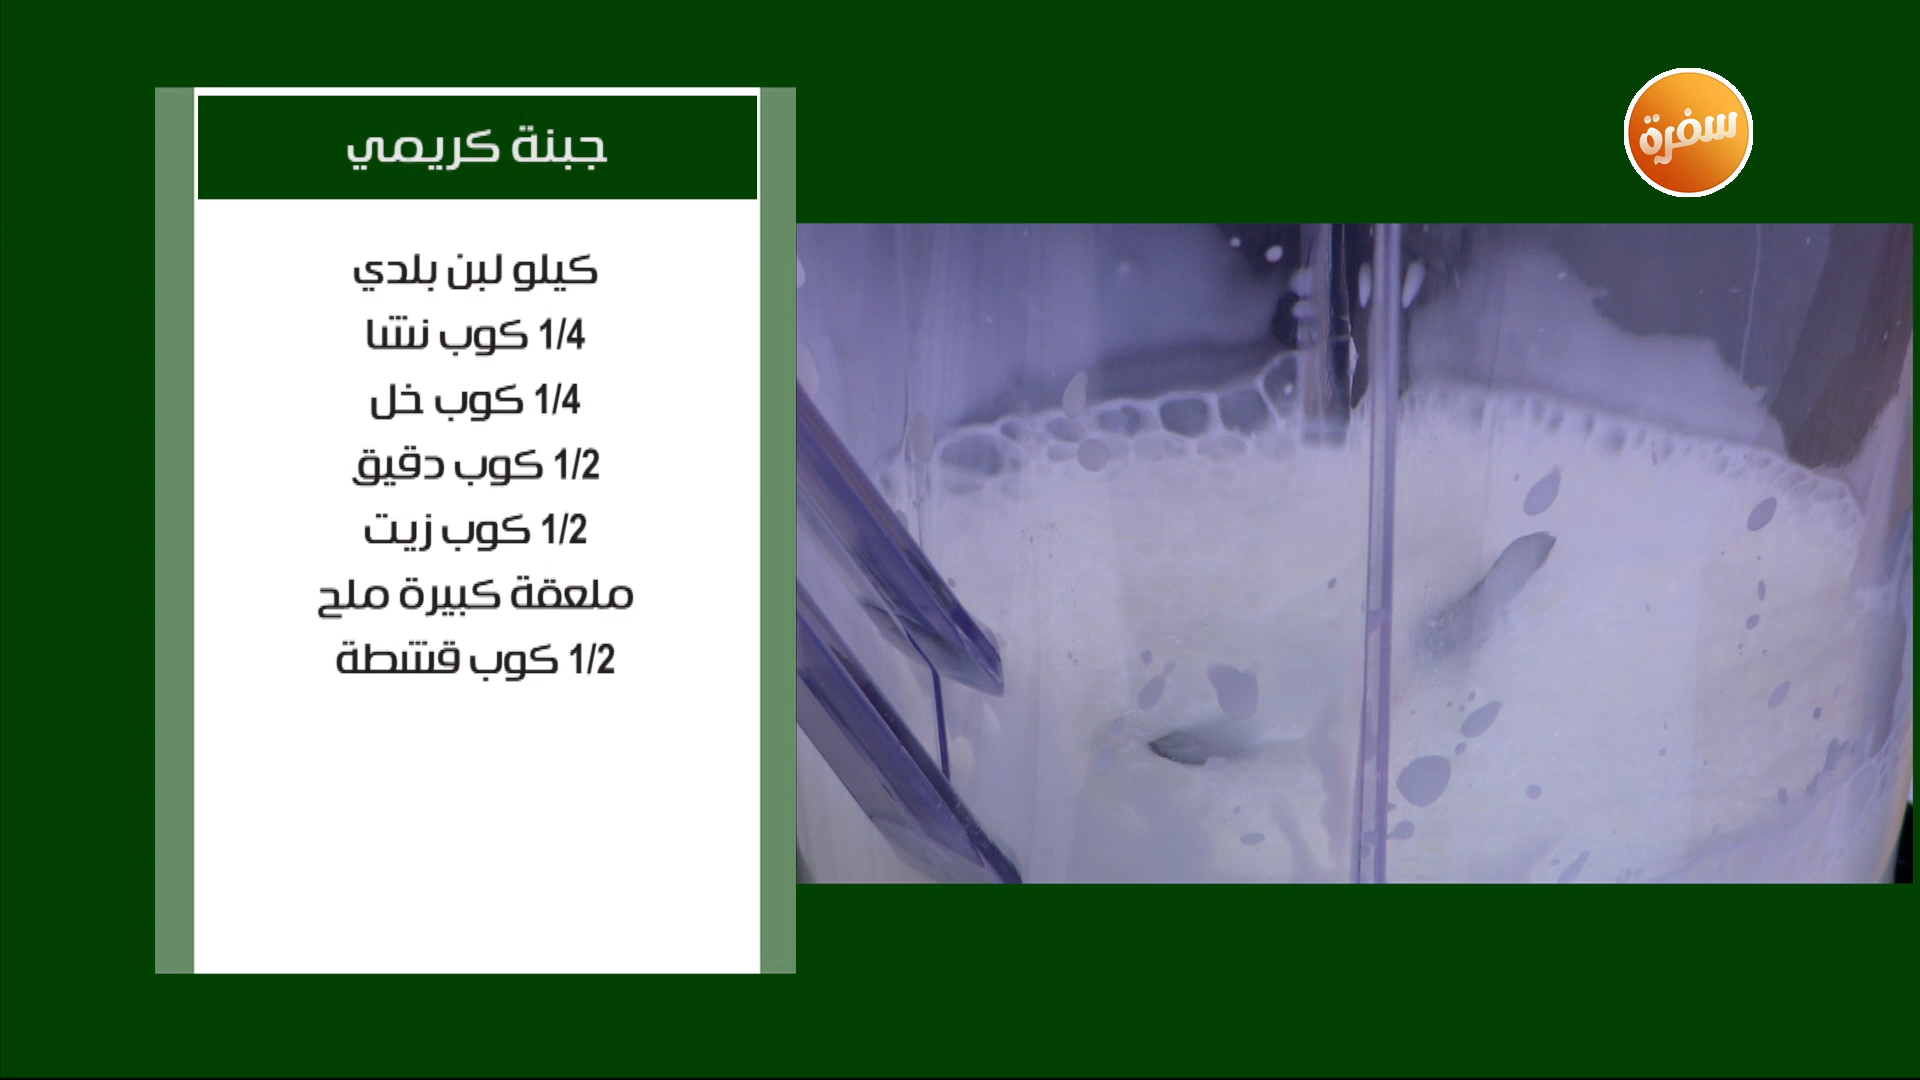 سفرة
جبنة كريمي
كيلو لبن بلدي
1/4 كوب نشا
1/4 كوب خل
1/2 كوب دقيق
1/2 كوب زيت
ملعقة كبيرة ملح
1/2 كوب قشطة